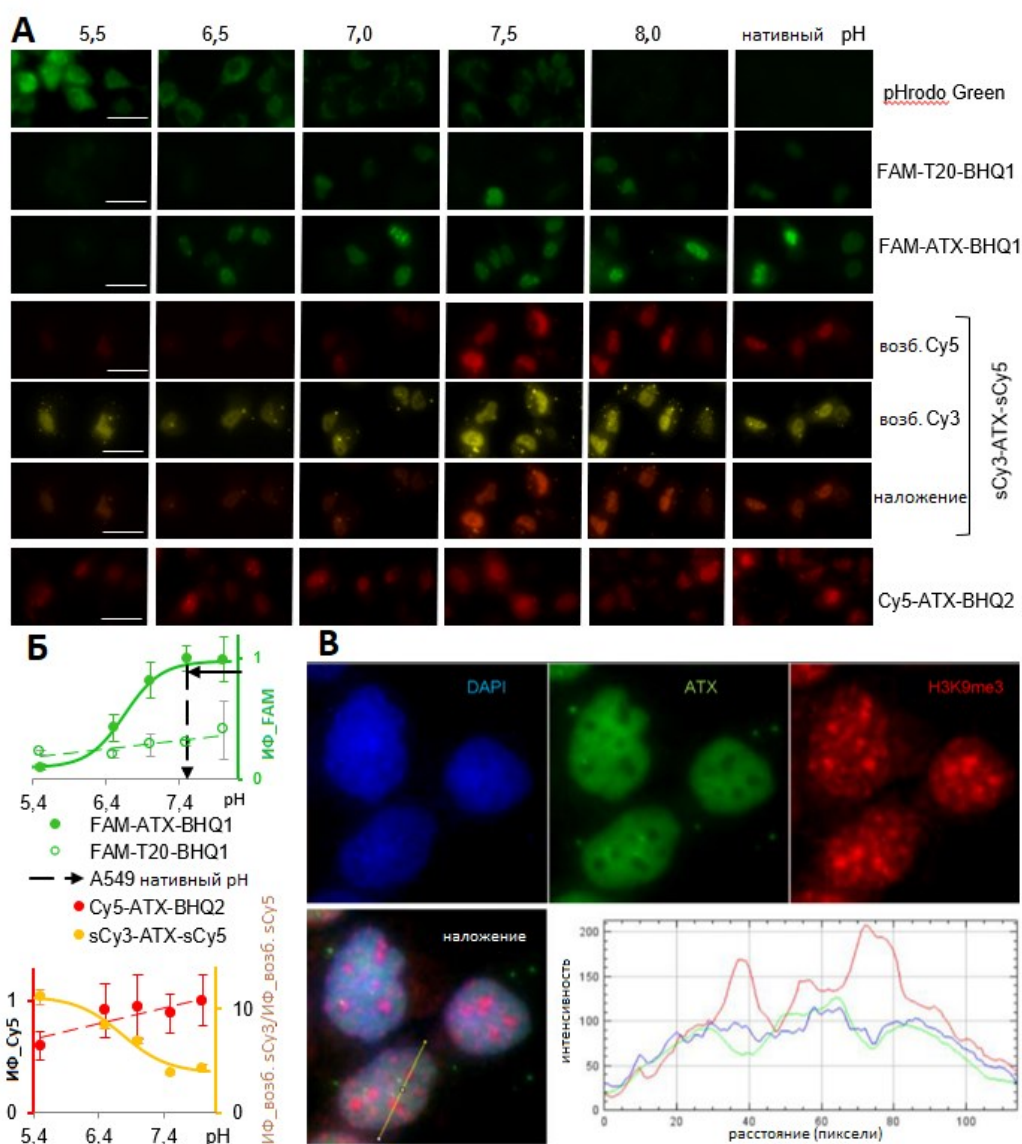 А
5,5 6,5 7,0 7,5 8,0 нативный pH
pHrodo Green
FAM-T20-BHQ1
FAM-ATX-BHQ1
возб. Cy5
возб. Cy3
наложение
sCy3-ATX-sCy5
Cy5-ATX-BHQ2
Б
1
0
ИФ_FAM
5,4 6,4 7,4 pH
FAM-ATX-BHQ1
FAM-T20-BHQ1
A549 нативный pH
Cy5-ATX-BHQ2
sCy3-ATX-sCy5
ИФ_Cy5
1
0
10
0
ИФ_возб. sCy3/ИФ_возб. sCy5
5,4 6,4 7,4 pH
В
DAPI
ATX
H3K9me3
наложение
интенсивность
200
150
100
50
0
0 20 40 60 80 100
расстояние (пиксели)